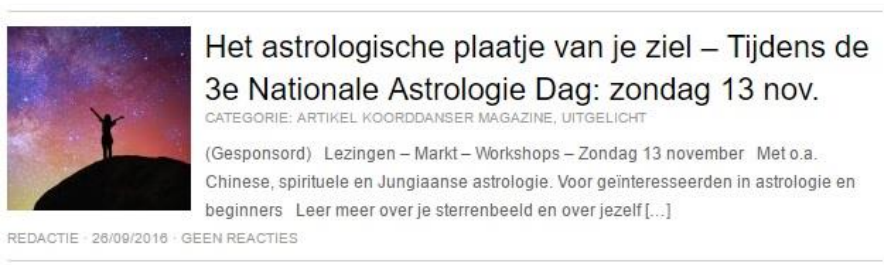 Het astrologische plaatje van je ziel – Tijdens de
3e Nationale Astrologie Dag: zondag 13 nov.
CATEGORIE: ARTIKEL KOORDDANSER MAGAZINE, UITGELICHT
(Gesponsord)   Lezingen – Markt – Workshops – Zondag 13 november   Met o.a.
Chinese, spirituele en Jungiaanse astrologie. Voor geïnteresseerden in astrologie en
beginners   Leer meer over je sterrenbeeld en over jezelf […]
REDACTIE · 26/09/2016 · GEEN REACTIES